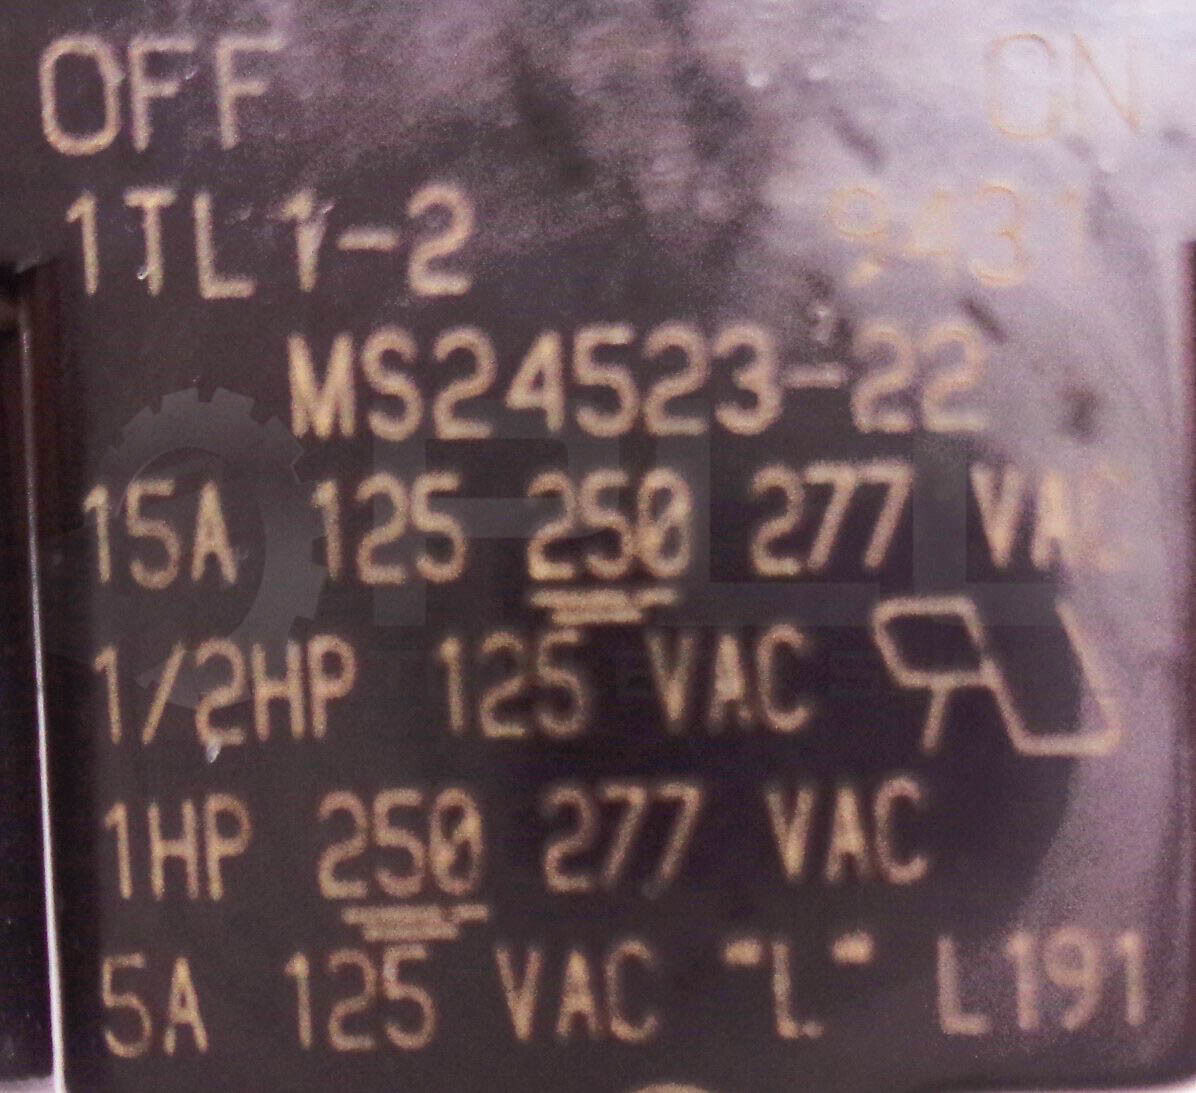 OFF ON
1TL1-2 9431
MS24523-22
15A 125 250 277 VAC
1/2HP 125 VAC
1HP 250 277 VAC
5A 125 VAC "L" L191